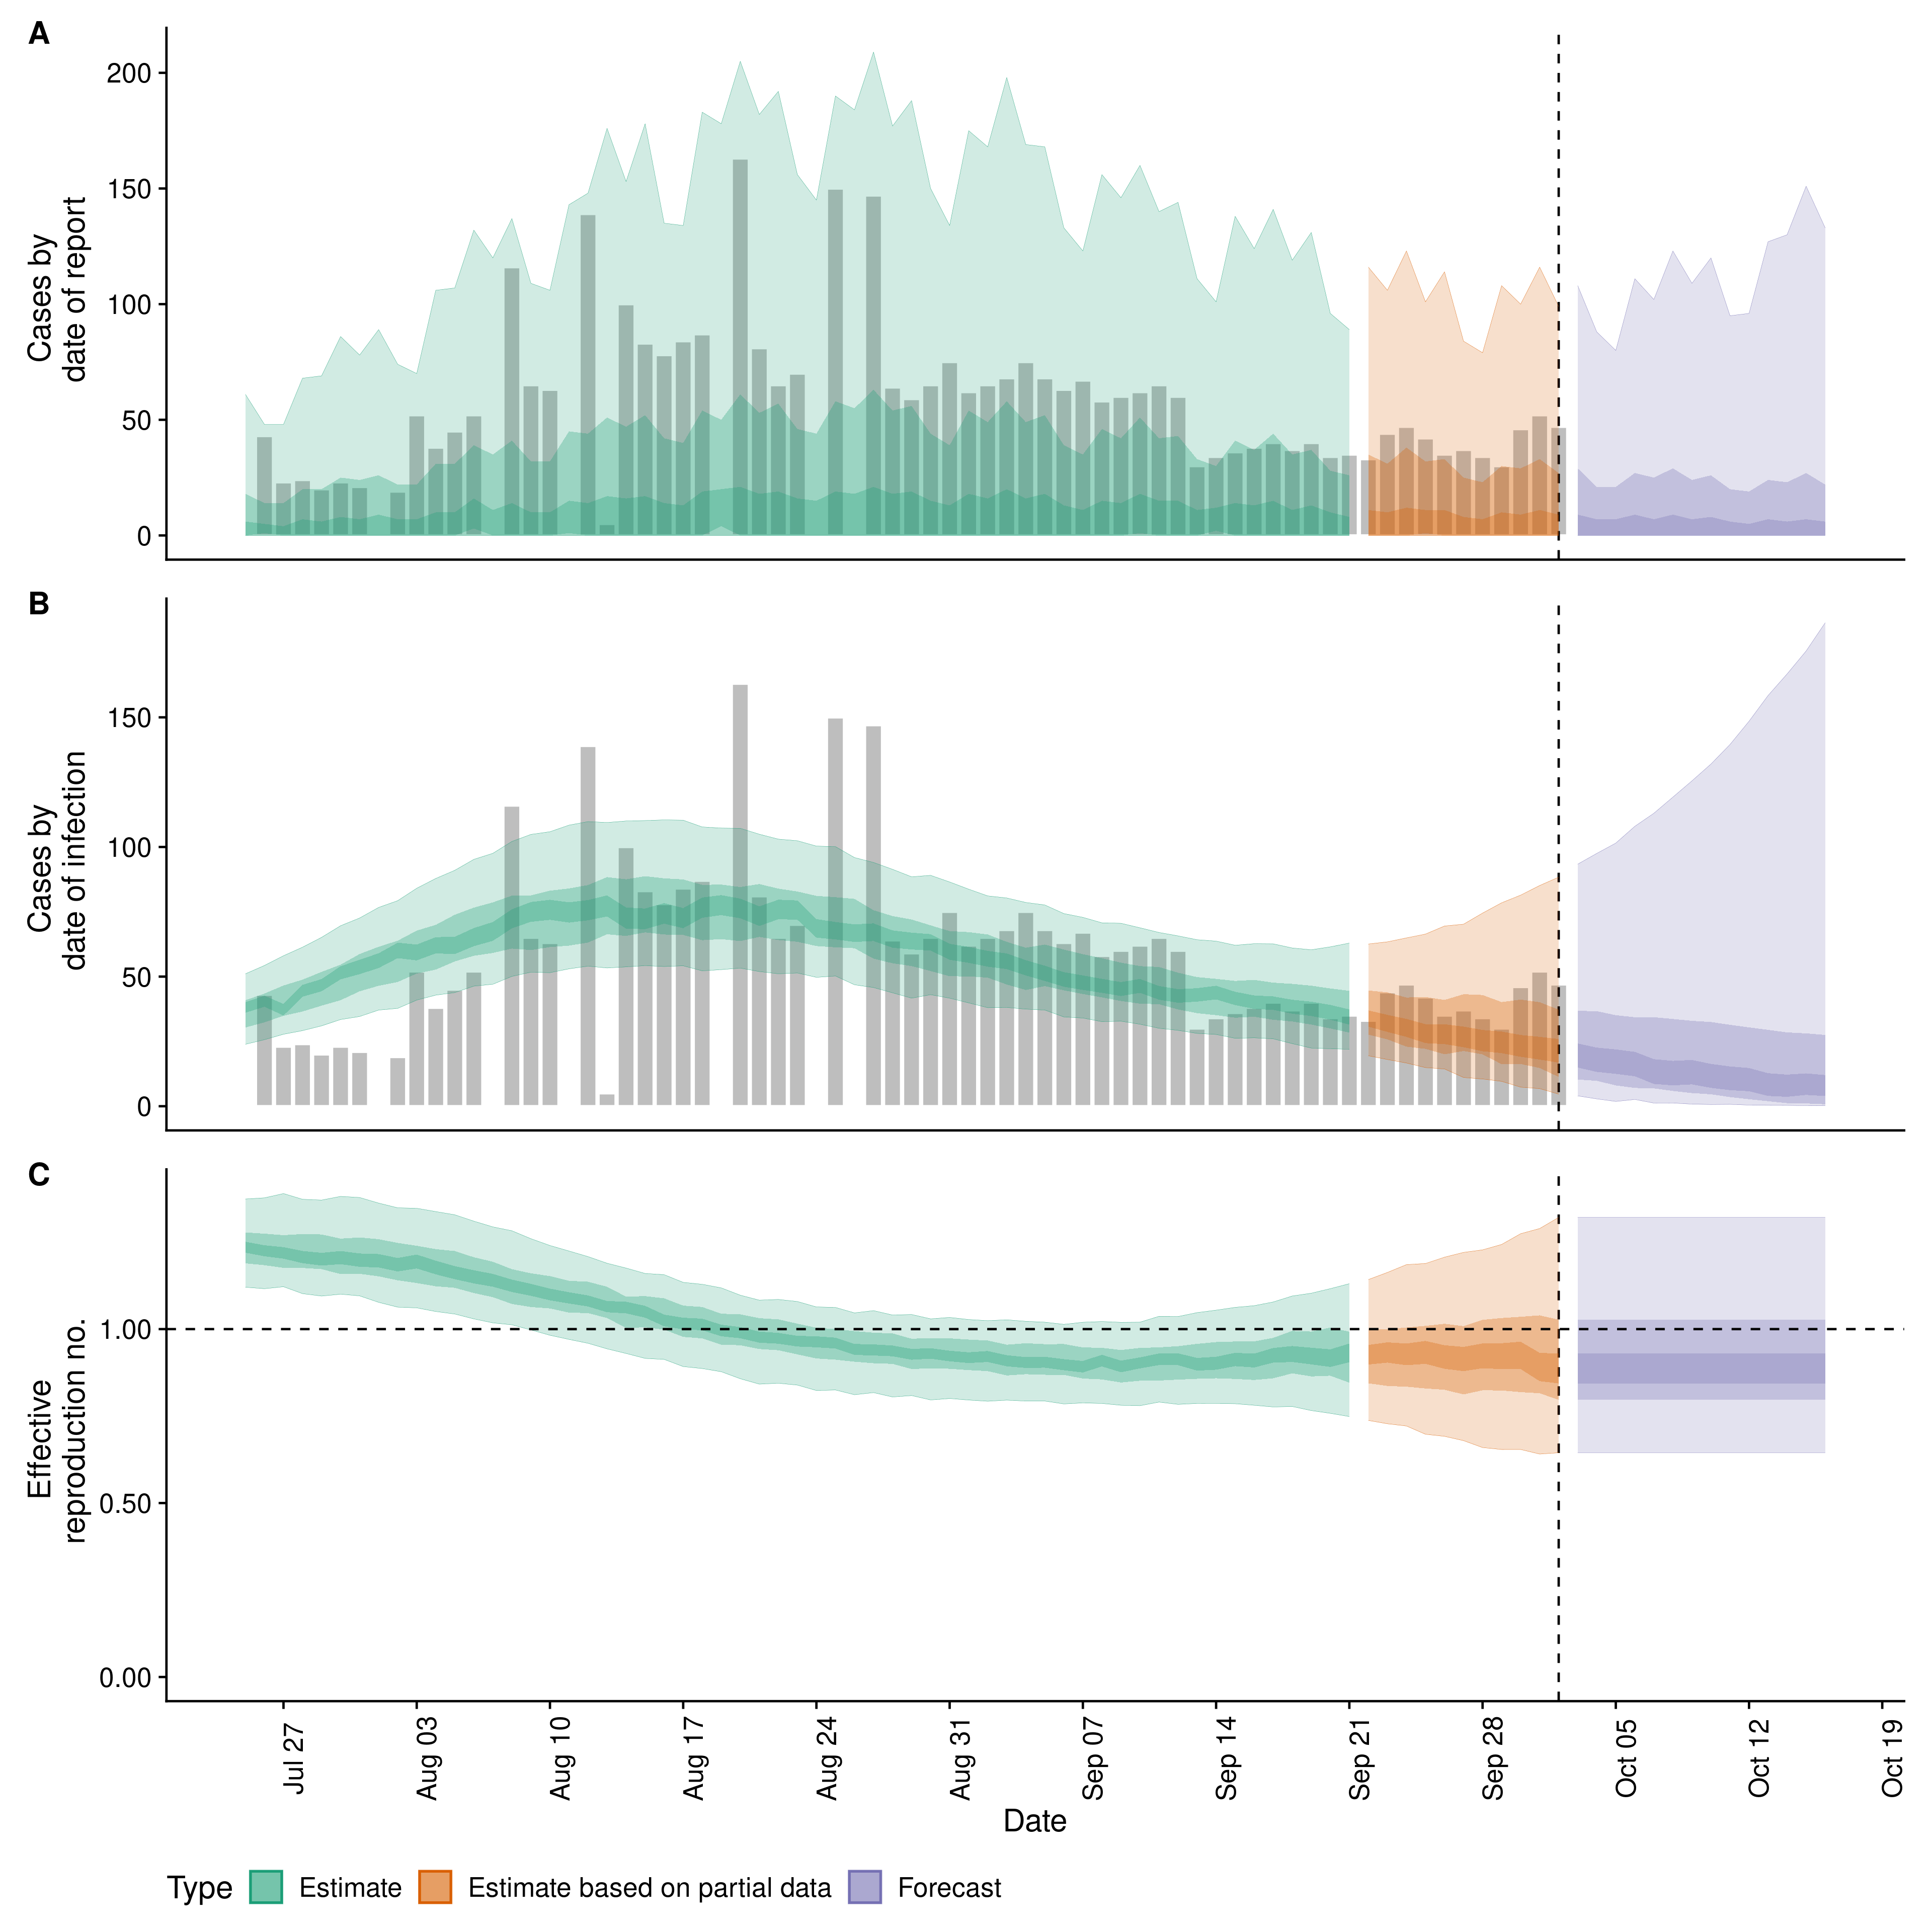 A
Cases by
date of report
200
150
100
50
0
B
Cases by
date of infection
150
100
50
0
C
Effective
reproduction no.
1.00
0.50
0.00
Jul 27
Aug 03
Aug 10
Aug 17
Aug 24
Aug 31
Sep 07
Sep 14
Sep 21
Sep 28
Oct 05
Oct 12
Oct 19
Date
Type Estimate Estimate based on partial data Forecast